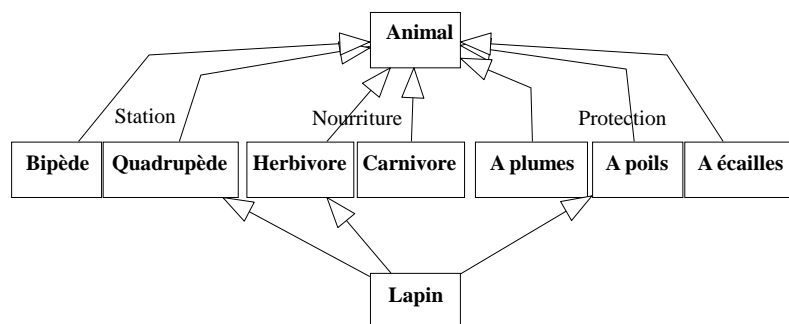 Animal
Station
Nourriture
Protection
Bipède
Quadrupède
Herbivore
Carnivore
A plumes
A poils
A écailles
Lapin